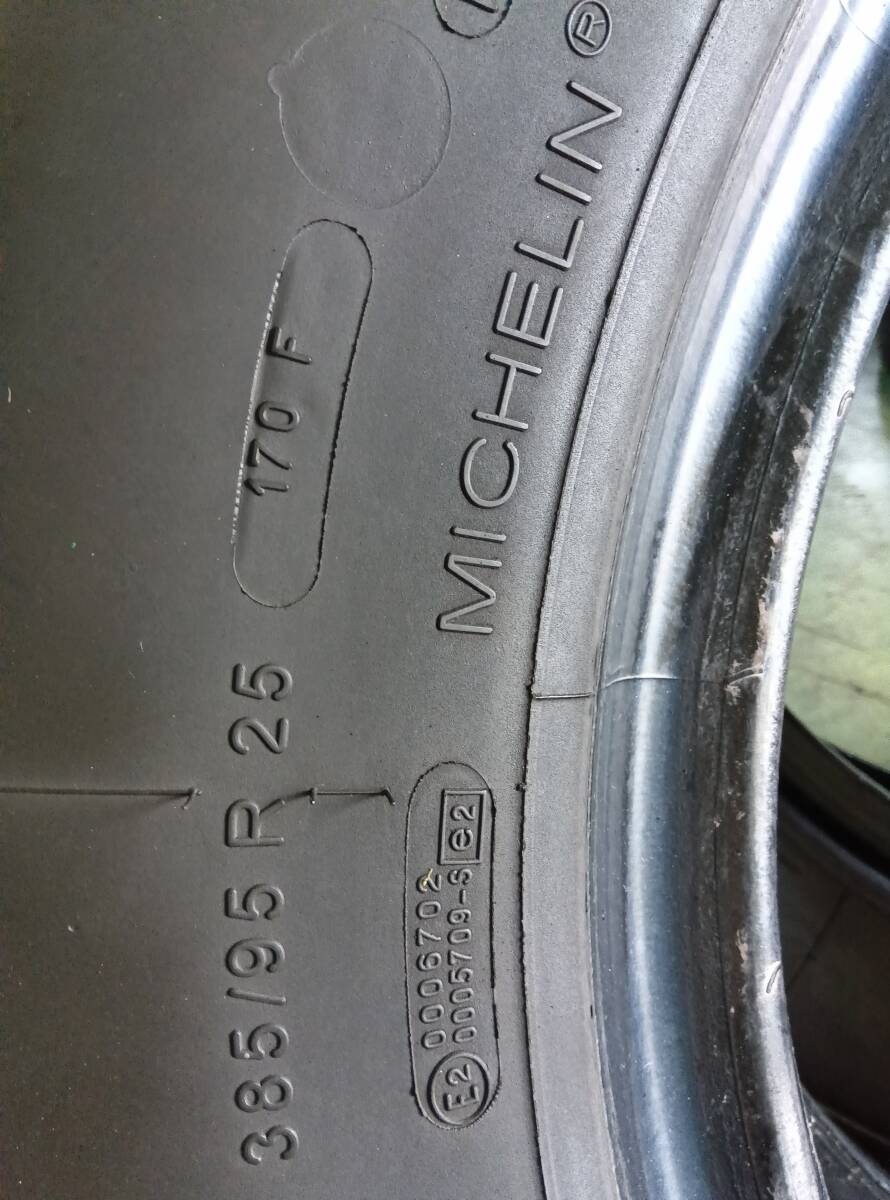 MICHELIN®
170 F
385/95 R 25
E2 0006702
0005709-S e2